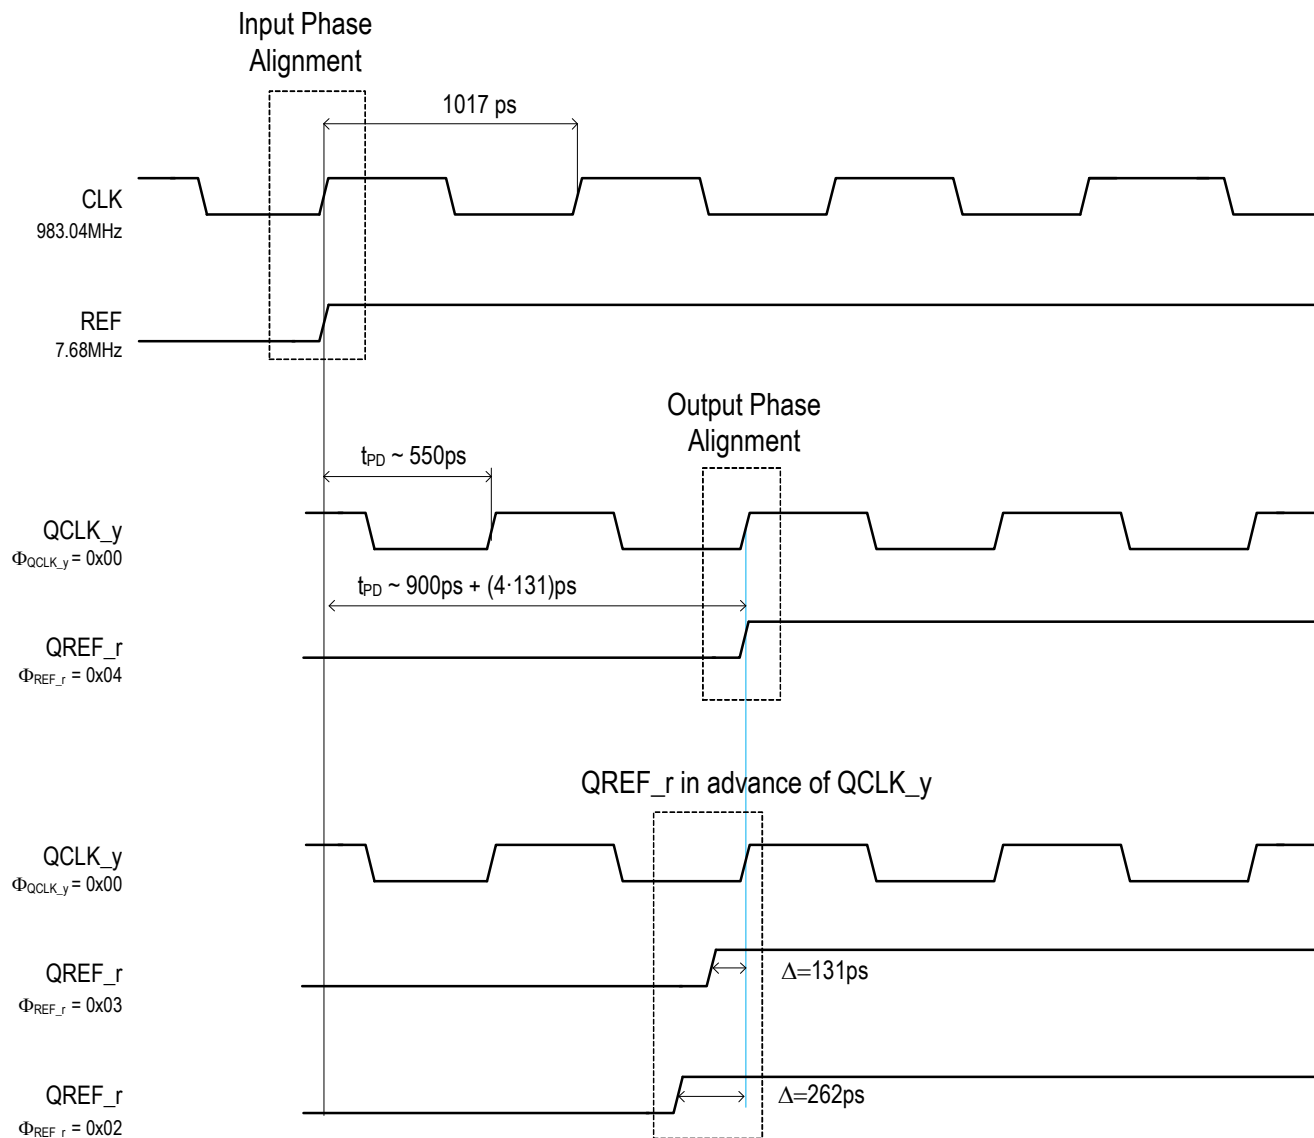 Input Phase
Alignment
1017 ps
CLK
983.04MHz
REF
7.68MHz
Output Phase
Alignment
tPD ~ 550ps
QCLK_y
ΦQCLK_y = 0x00
tPD ~ 900ps + (4·131)ps
QREF_r
ΦREF_r = 0x04
QREF_r in advance of QCLK_y
QCLK_y
ΦQCLK_y = 0x00
QREF_r
Δ=131ps
ΦREF_r = 0x03
QREF_r
Δ=262ps
ΦREF_r = 0x02